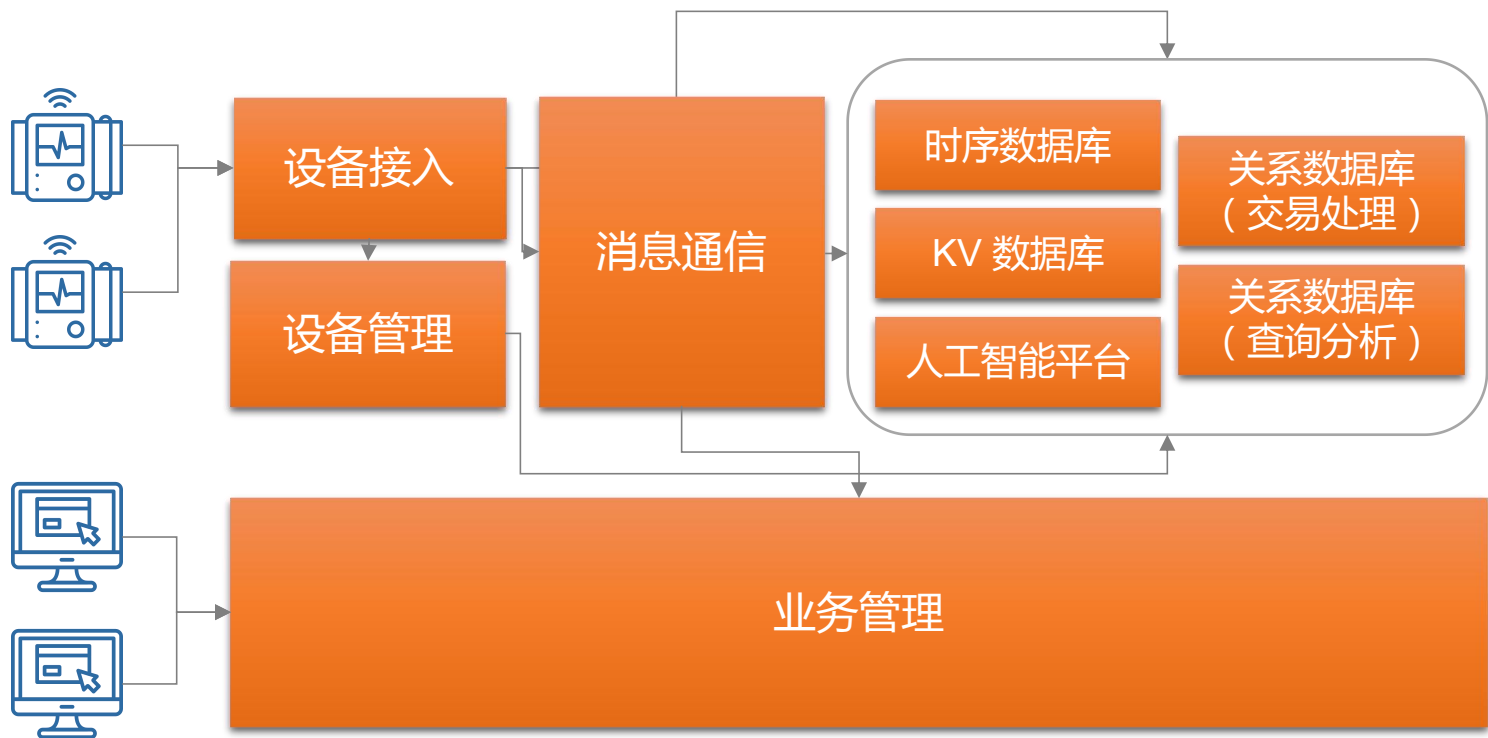 设备接入
设备管理
消息通信
时序数据库
KV 数据库
人工智能平台
关系数据库
（交易处理）
关系数据库
（查询分析）
业务管理